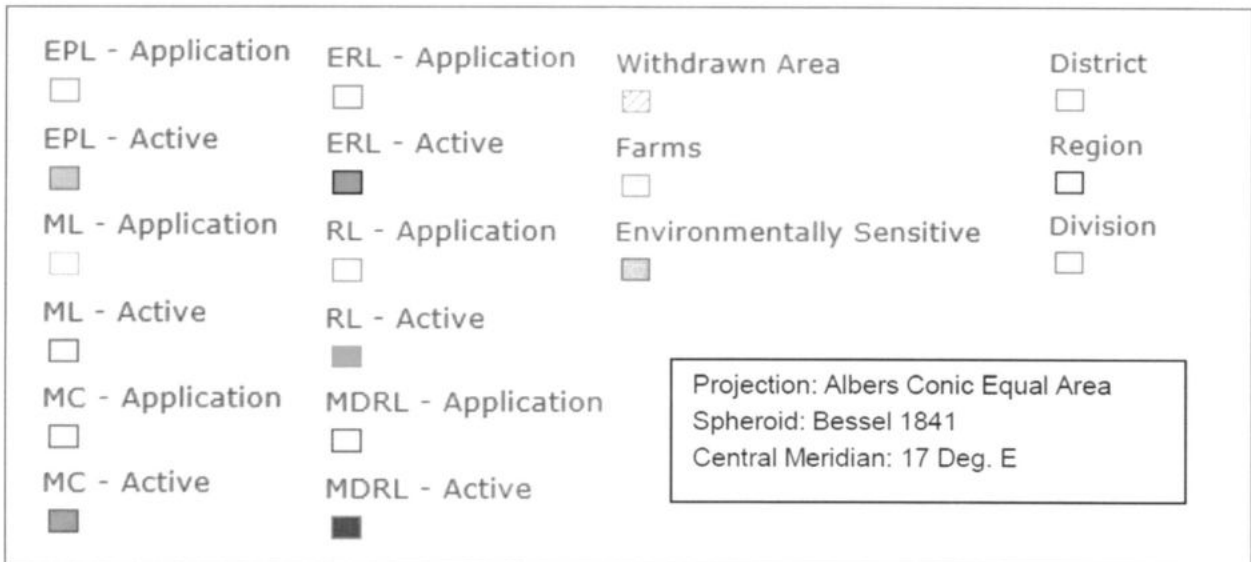 EPL - Application
EPL - Active
ML - Application
ML - Active
MC - Application
MC - Active
ERL - Application
ERL - Active
RL - Application
RL - Active
MDRL - Application
MDRL - Active
Withdrawn Area
Farms
Environmentally Sensitive
District
Region
Division
Projection: Albers Conic Equal Area
Spheroid: Bessel 1841
Central Meridian: 17 Deg. E